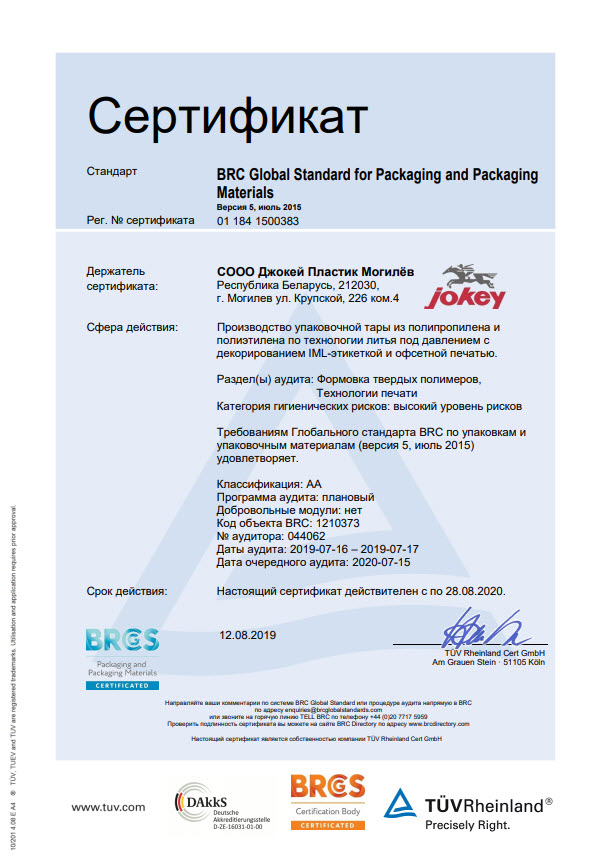 Сертификат
Стандарт
BRC Global Standard for Packaging and Packaging
Materials
Версия 5, июль 2015
Рег. № сертификата
01 184 1500383
Держатель
сертификата:
СООО Джокей Пластик Могилёв
Республика Беларусь, 212030,
г. Могилев ул. Крупской, 226 ком.4
jokey
Сфера действия:
Производство упаковочной тары из полипропилена и
полиэтилена по технологии литья под давлением с
декорированием IML-этикеткой и офсетной печатью.
Раздел(ы) аудита: Формовка твердых полимеров,
Технологии печати
Категория гигиенических рисков: высокий уровень рисков
Требованиям Глобального стандарта BRC по упаковкам и
упаковочным материалам (версия 5, июль 2015)
удовлетворяет.
Классификация: AA
Программа аудита: плановый
Добровольные модули: нет
Код объекта BRC: 1210373
№ аудитора: 044062
Даты аудита: 2019-07-16 – 2019-07-17
Дата очередного аудита: 2020-07-15
Срок действия:
Настоящий сертификат действителен с по 28.08.2020.
BRCGS
Packaging and
Packaging Materials
CERTIFICATED
12.08.2019
TÜV Rheinland Cert GmbH
Am Grauen Stein · 51105 Köln
Направляйте ваши комментарии по системе BRC Global Standard или процедуре аудита напрямую в BRC
по адресу enquiries@brcglobalstandards.com
или звоните на горячую линию TELL BRC по телефону +44 (0)20 7717 5959
Проверить подлинность сертификата вы можете на сайте BRC Directory по адресу www.brcdirectory.com
Настоящий сертификат является собственностью компании TÜV Rheinland Cert GmbH
10/201 4.08 E A4 ® TÜV, TUEV and TUV are registered trademarks. Utilisation and application requires prior approval.
www.tuv.com
DAkkS
Deutsche
Akkreditierungsstelle
D-ZE-16031-01-00
BRCGS
Certification Body
CERTIFICATED
TÜVRheinland®
Precisely Right.